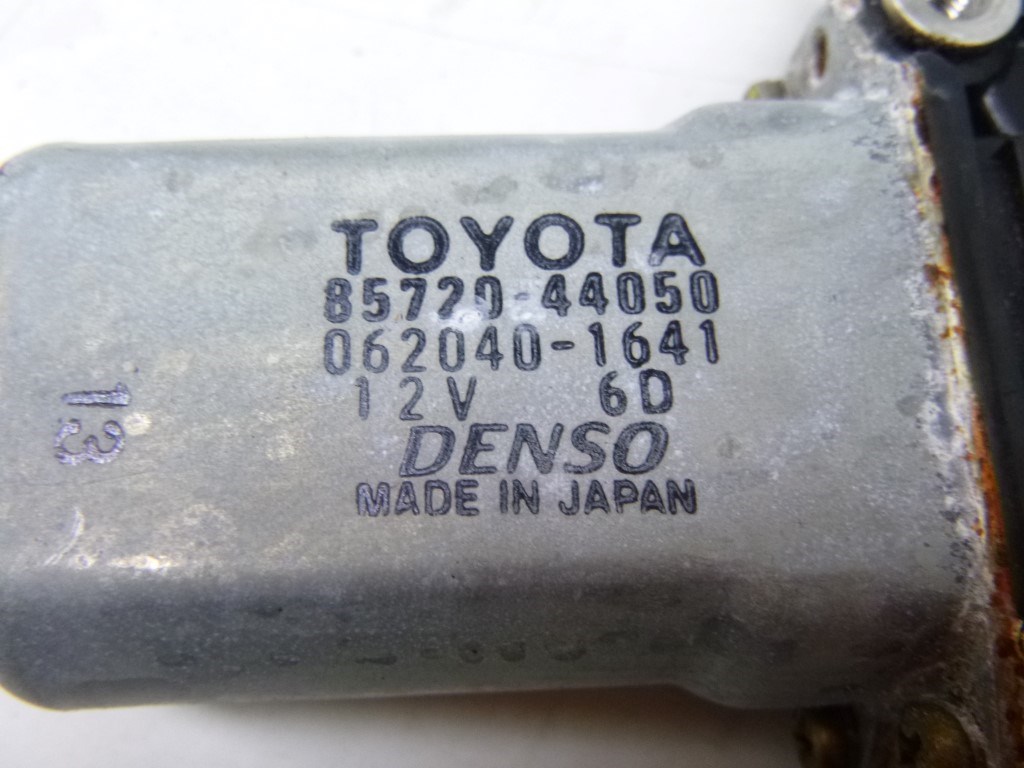 TOYOTA
85720-44050
062040-1641
12V 6D
DENSO
MADE IN JAPAN
13